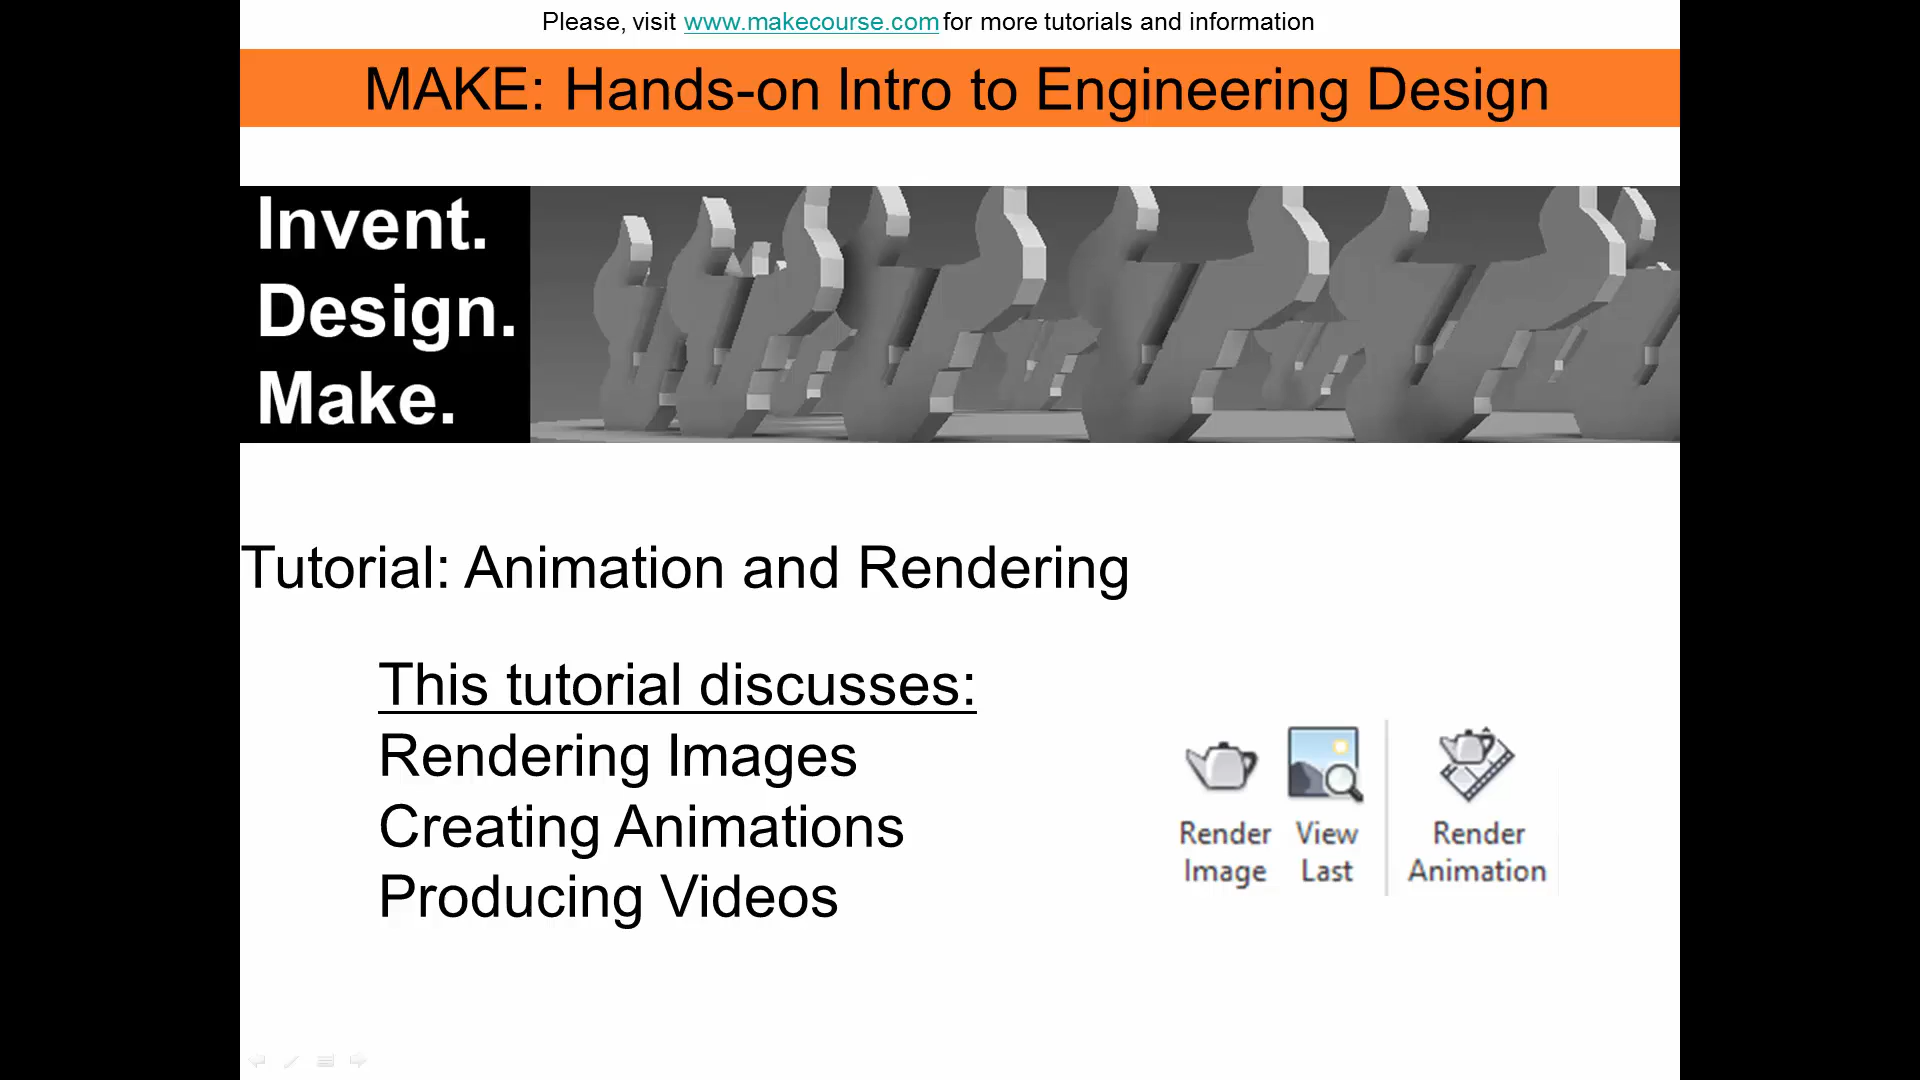 Please, visit www.makecourse.com for more tutorials and information
MAKE: Hands-on Intro to Engineering Design
Invent.
Design.
Make.
Tutorial: Animation and Rendering
This tutorial discusses:
Rendering Images
Creating Animations
Producing Videos
Render Image
View Last
Render Animation